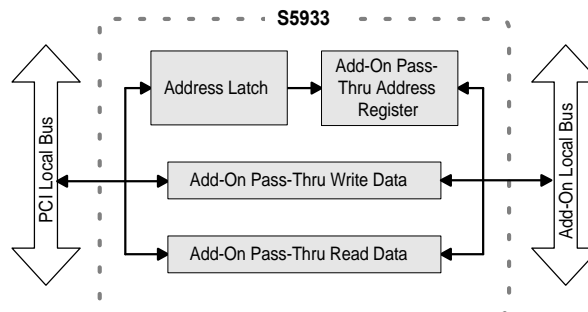 S5933
Address Latch
Add-On Pass-
Thru Address
Register
PCI Local Bus
Add-On Pass-Thru Write Data
Add-On Local Bus
Add-On Pass-Thru Read Data